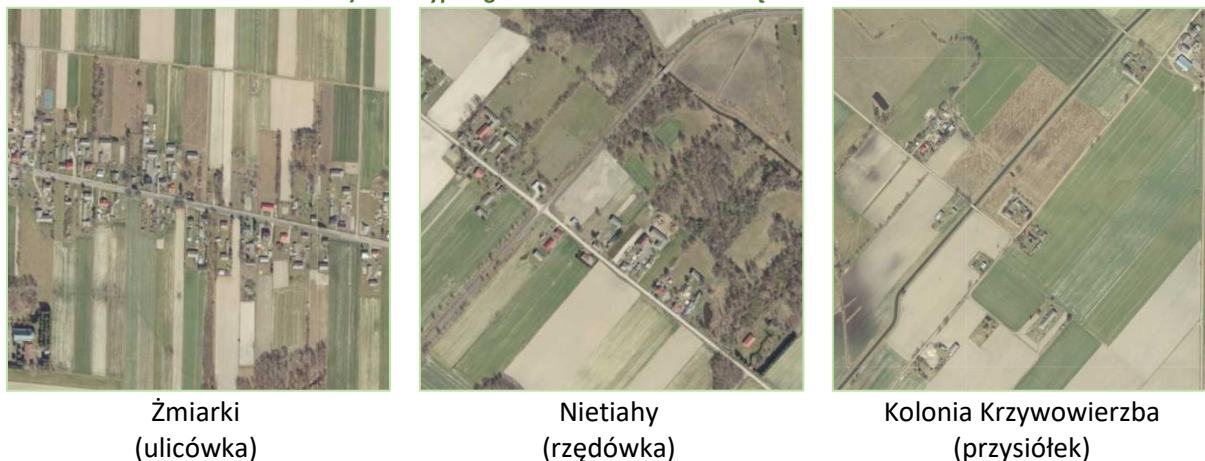 Żmiarki
(ulicówka)
Nietiahy
(rzędówka)
Kolonia Krzywowierzba
(przysiółek)